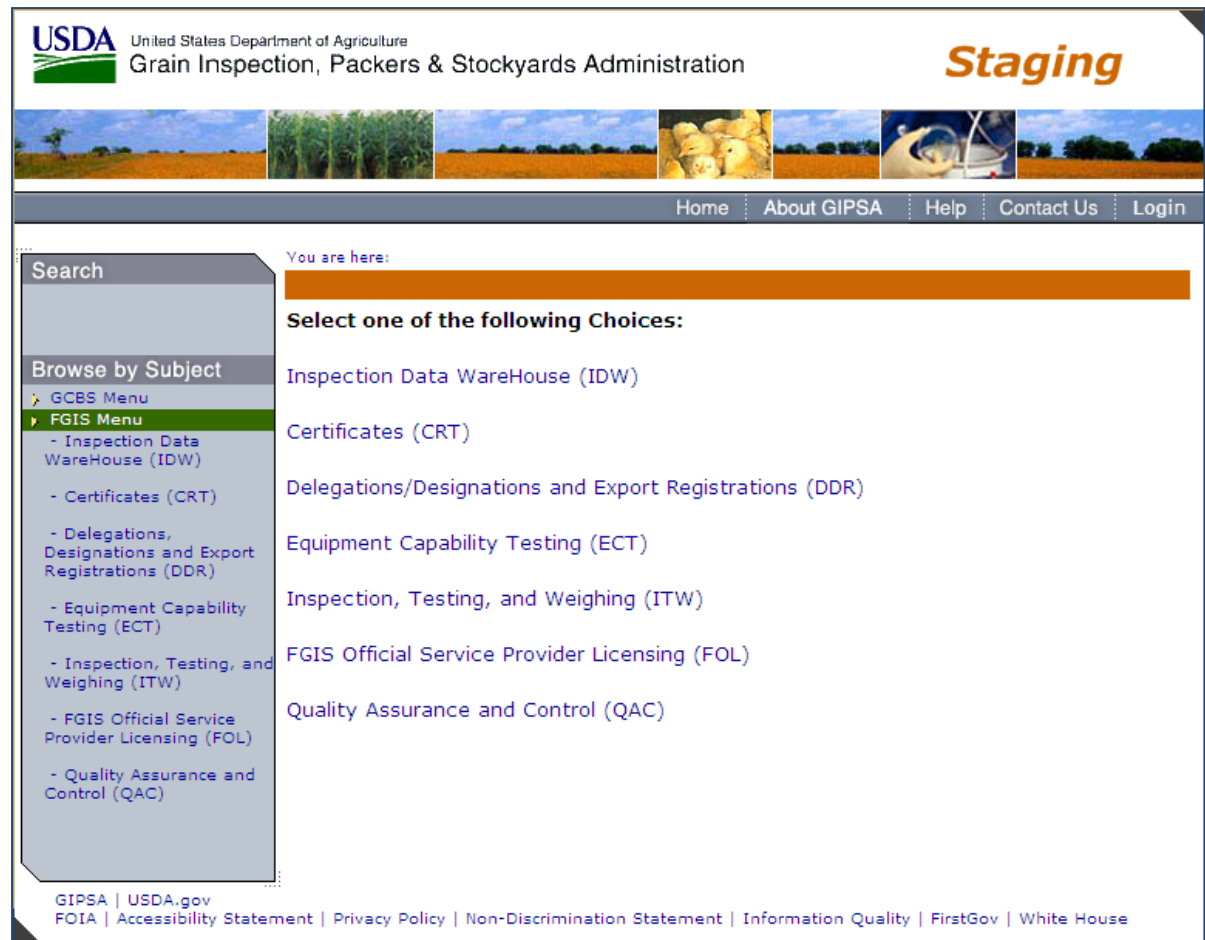 USDA
United States Department of Agriculture
Grain Inspection, Packers & Stockyards Administration
Staging
Home
About GIPSA
Help
Contact Us
Login
Search
Browse by Subject
GCBS Menu
FGIS Menu
- Inspection Data
WareHouse (IDW)
- Certificates (CRT)
- Delegations,
Designations and Export
Registrations (DDR)
- Equipment Capability
Testing (ECT)
- Inspection, Testing, and
Weighing (ITW)
- FGIS Official Service
Provider Licensing (FOL)
- Quality Assurance and
Control (QAC)
You are here:
Select one of the following Choices:
Inspection Data WareHouse (IDW)
Certificates (CRT)
Delegations/Designations and Export Registrations (DDR)
Equipment Capability Testing (ECT)
Inspection, Testing, and Weighing (ITW)
FGIS Official Service Provider Licensing (FOL)
Quality Assurance and Control (QAC)
GIPSA | USDA.gov
FOIA | Accessibility Statement | Privacy Policy | Non-Discrimination Statement | Information Quality | FirstGov | White House